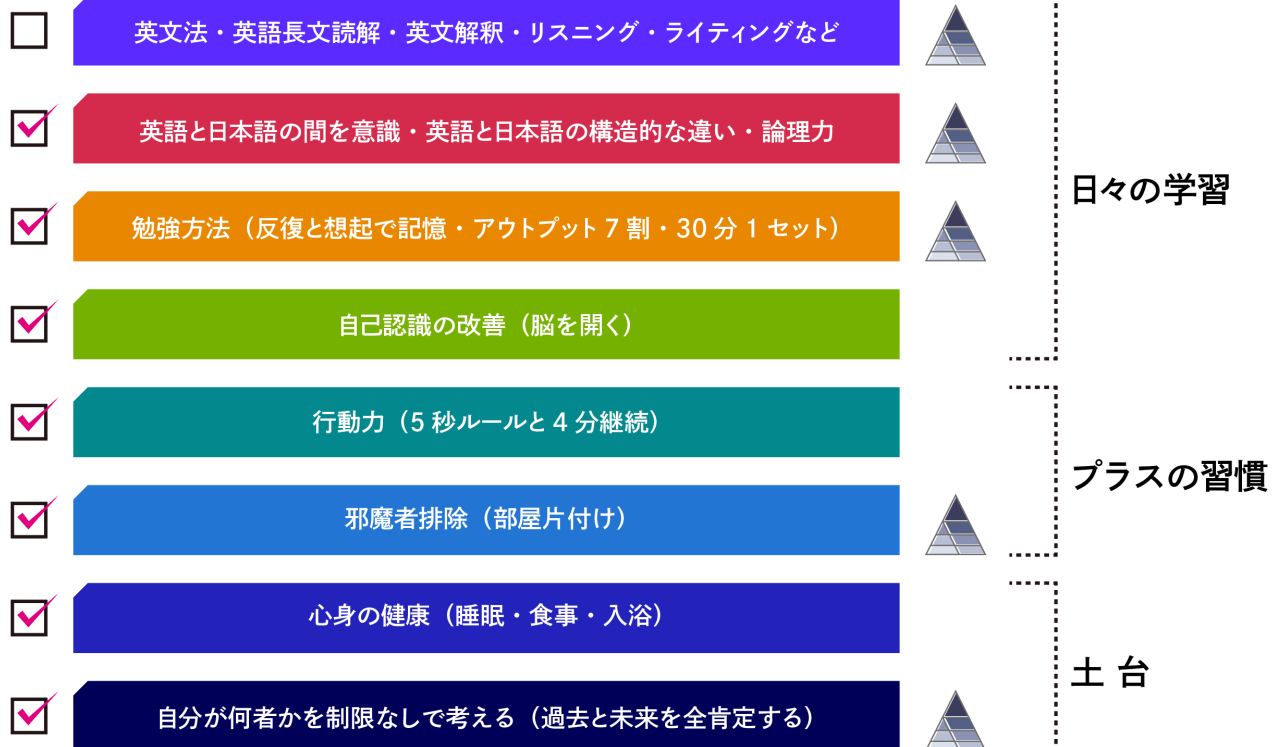 英文法・英語長文読解・英文解釈・リスニング・ライティングなど
英語と日本語の間を意識・英語と日本語の構造的な違い・論理力
日々の学習
勉強方法（反復と想起で記憶・アウトプット7割・30分1セット）
自己認識の改善（脳を開く）
行動力（5秒ルールと4分継続）
プラスの習慣
邪魔者排除（部屋片付け）
心身の健康（睡眠・食事・入浴）
土台
自分が何者かを制限なしで考える（過去と未来を全肯定する）